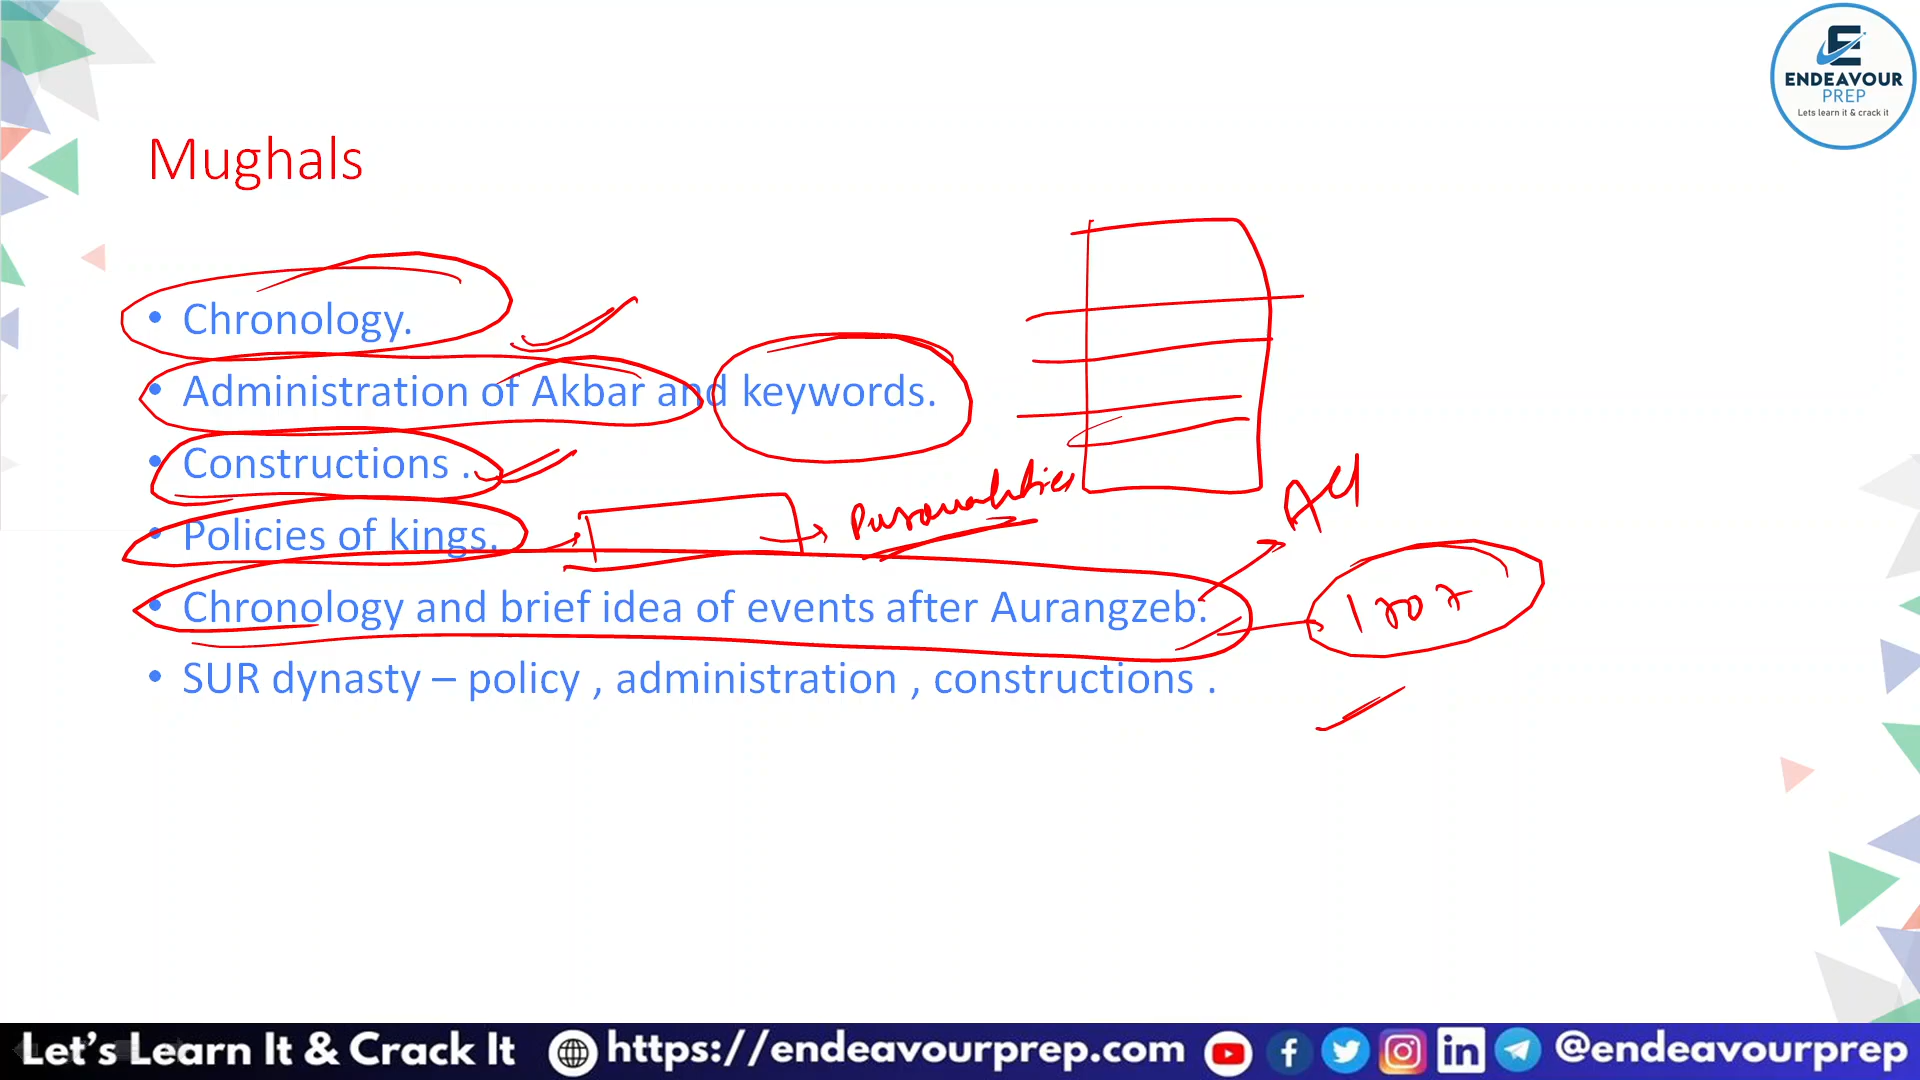 ENDEAVOUR
PREP
Lets learn it & crack it
Mughals
• Chronology.
• Administration of Akbar and keywords.
• Constructions .
• Policies of kings.
Personalities
• Chronology and brief idea of events after Aurangzeb.
1707
• SUR dynasty – policy , administration , constructions .
Let's Learn It & Crack It https://endeavourprep.com @endeavourprep